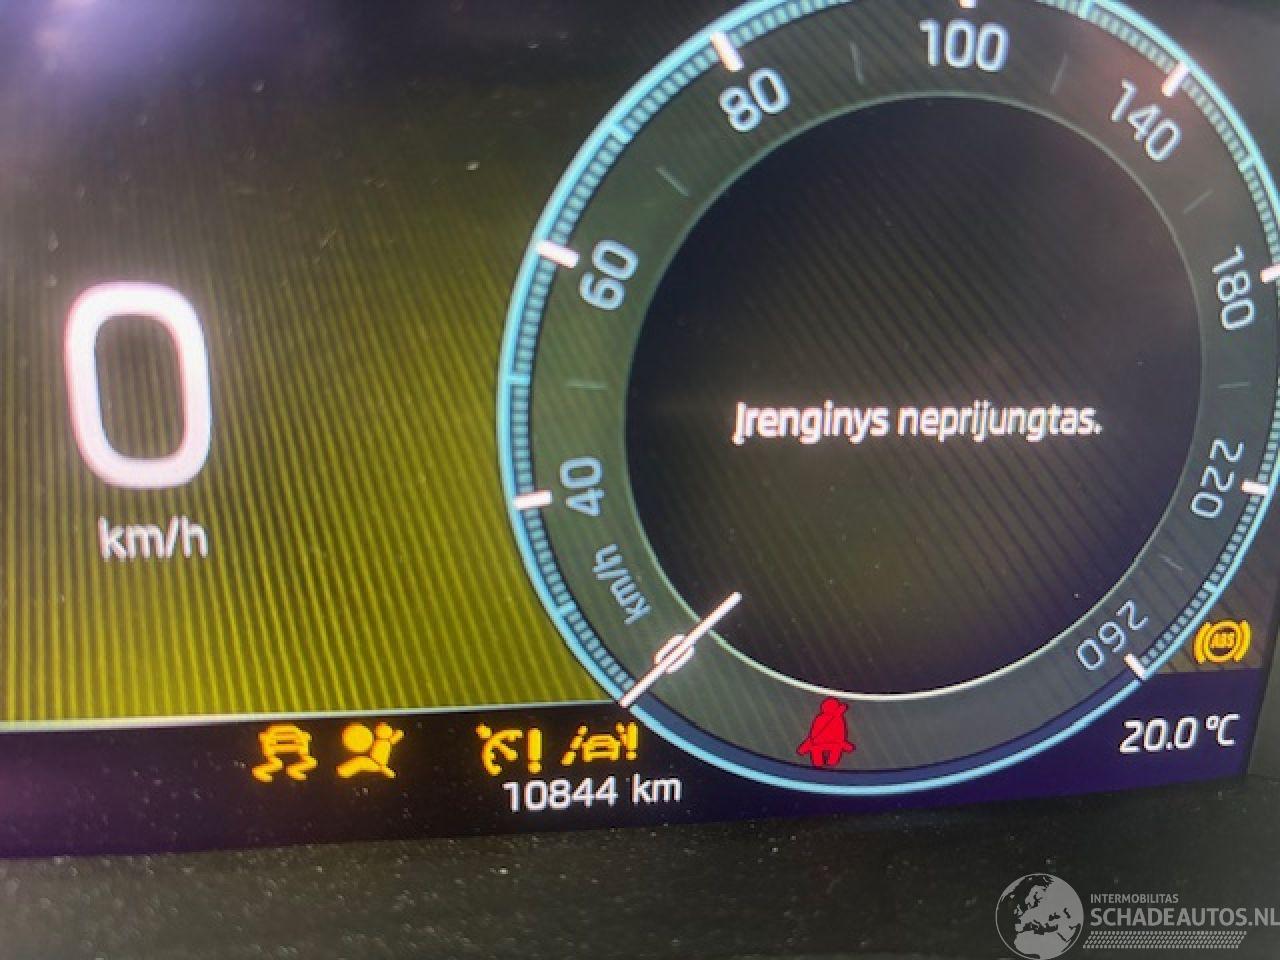 0
km/h
km/h
40
60
80
100
140
180
220
260
Įrenginys neprijungtas.
ABS
10844 km
20.0 °C
INTERMOBILITAS
SCHADEAUTOS.NL